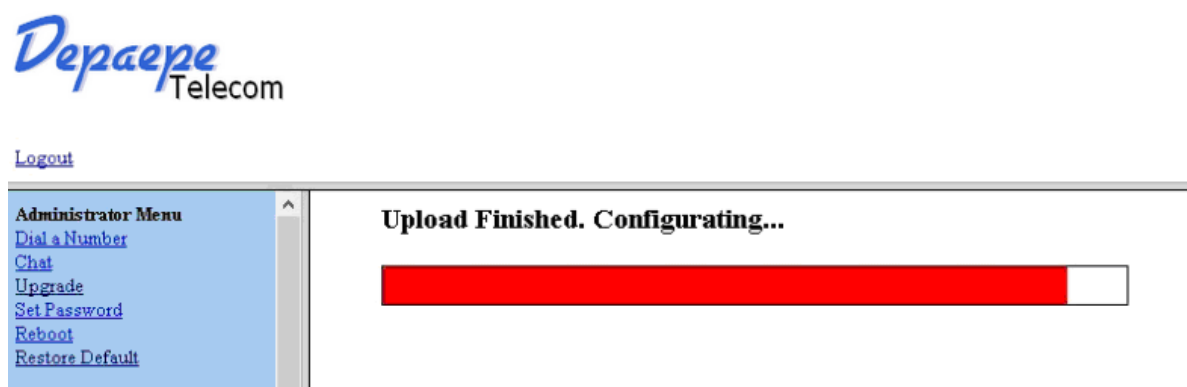 Depaepe
Telecom
Logout
Administrator Menu
Dial a Number
Chat
Upgrade
Set Password
Reboot
Restore Default
Upload Finished. Configurating...